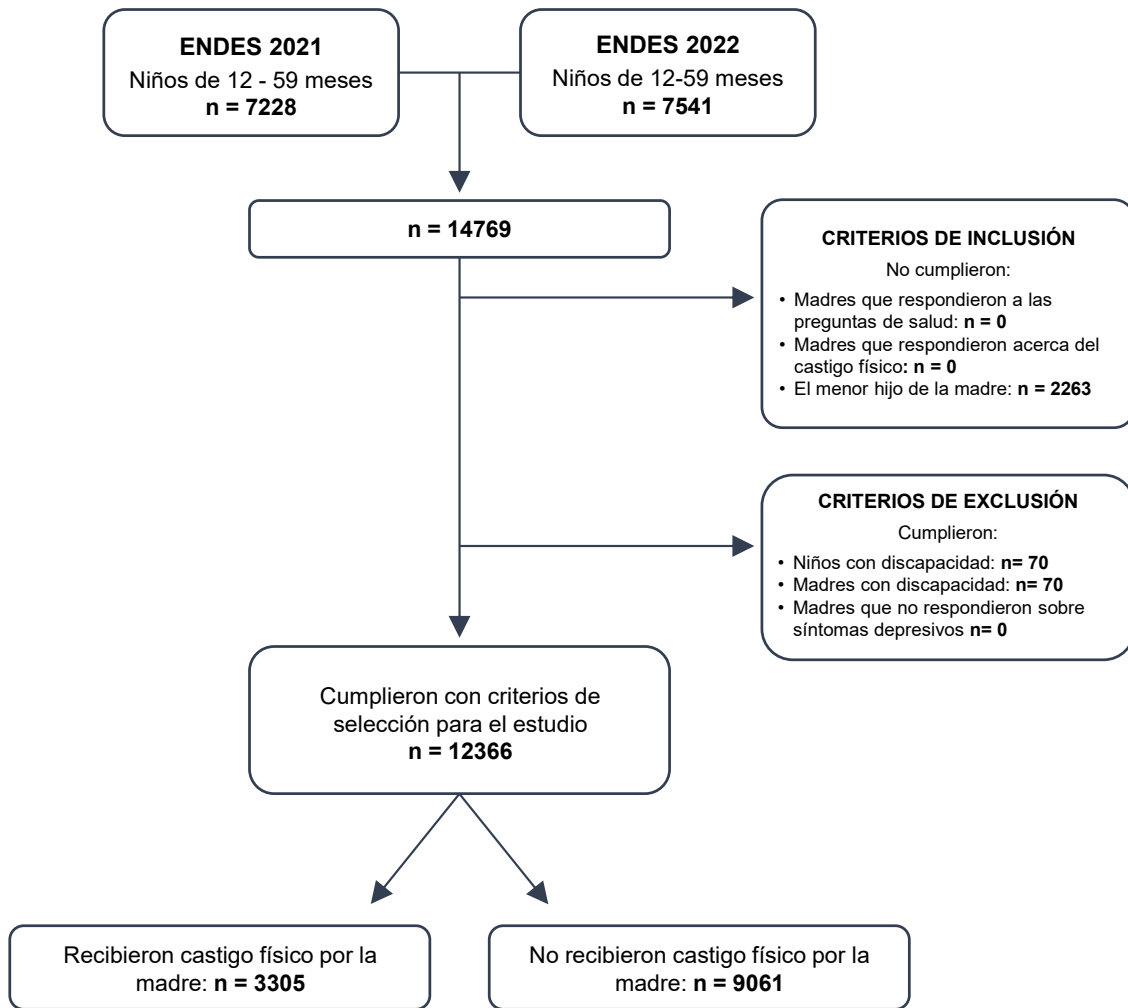 ENDES 2021
Niños de 12 - 59 meses
n = 7228
ENDES 2022
Niños de 12-59 meses
n = 7541
n = 14769
CRITERIOS DE INCLUSIÓN
No cumplieron:
• Madres que respondieron a las
preguntas de salud: n = 0
• Madres que respondieron acerca del
castigo físico: n = 0
• El menor hijo de la madre: n = 2263
CRITERIOS DE EXCLUSIÓN
Cumplieron:
• Niños con discapacidad: n= 70
• Madres con discapacidad: n= 70
• Madres que no respondieron sobre
síntomas depresivos n= 0
Cumplieron con criterios de
selección para el estudio
n = 12366
Recibieron castigo físico por la
madre: n = 3305
No recibieron castigo físico por la
madre: n = 9061